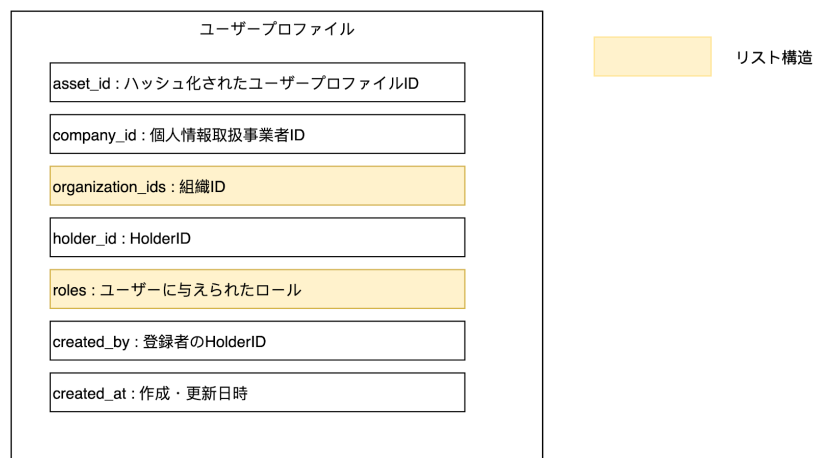 ユーザープロファイル
asset_id : ハッシュ化されたユーザープロファイルID
company_id : 個人情報取扱事業者ID
organization_ids : 組織ID
holder_id : HolderID
roles : ユーザーに与えられたロール
created_by : 登録者のHolderID
created_at : 作成・更新日時
リスト構造